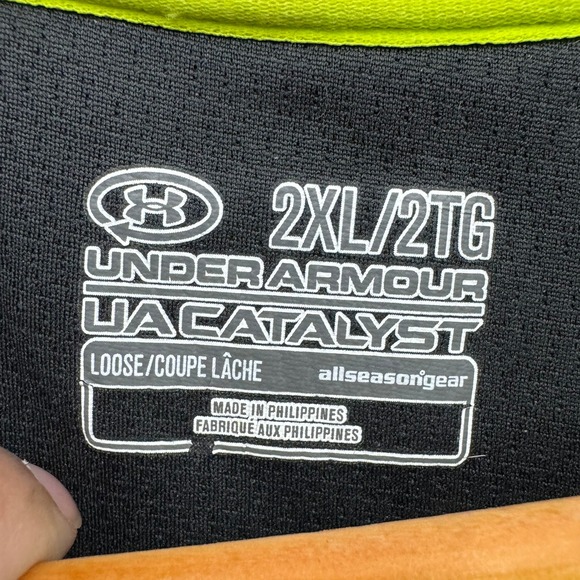 2XL/2TG
UNDER ARMOUR
UA CATALYST
LOOSE/COUPE LÂCHE allseasongear
MADE IN PHILIPPINES
FABRIQUÉ AUX PHILIPPINES